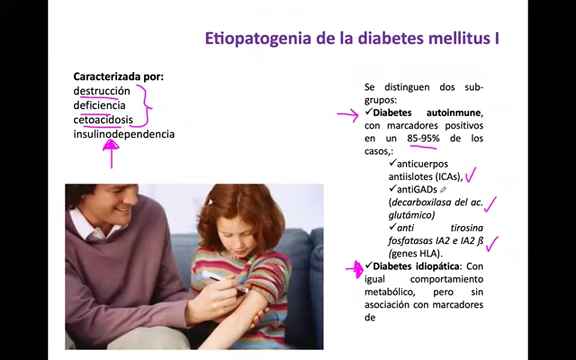 Etiopatogenia de la diabetes mellitus I
Caracterizada por:
destrucción
deficiencia
cetoacidosis
insulinodependencia
Se distinguen dos sub-
grupos:
✓Diabetes autoinmune,
con marcadores positivos
en un 85-95% de los
casos,:
✓anticuerpos
antiislotes (ICAs),
✓antiGADs
(decarboxilasa del ac.
glutámico)
✓anti tirosina
fosfatasas IA2 e IA2 ß
(genes HLA).
✓Diabetes idiopática: Con
igual comportamiento
metabólico, pero sin
asociación con marcadores
de